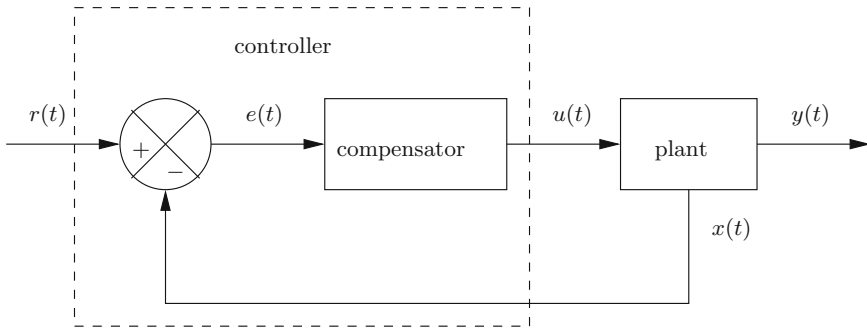 controller
r(t)
e(t)
u(t)
y(t)
+
compensator
plant
−
x(t)